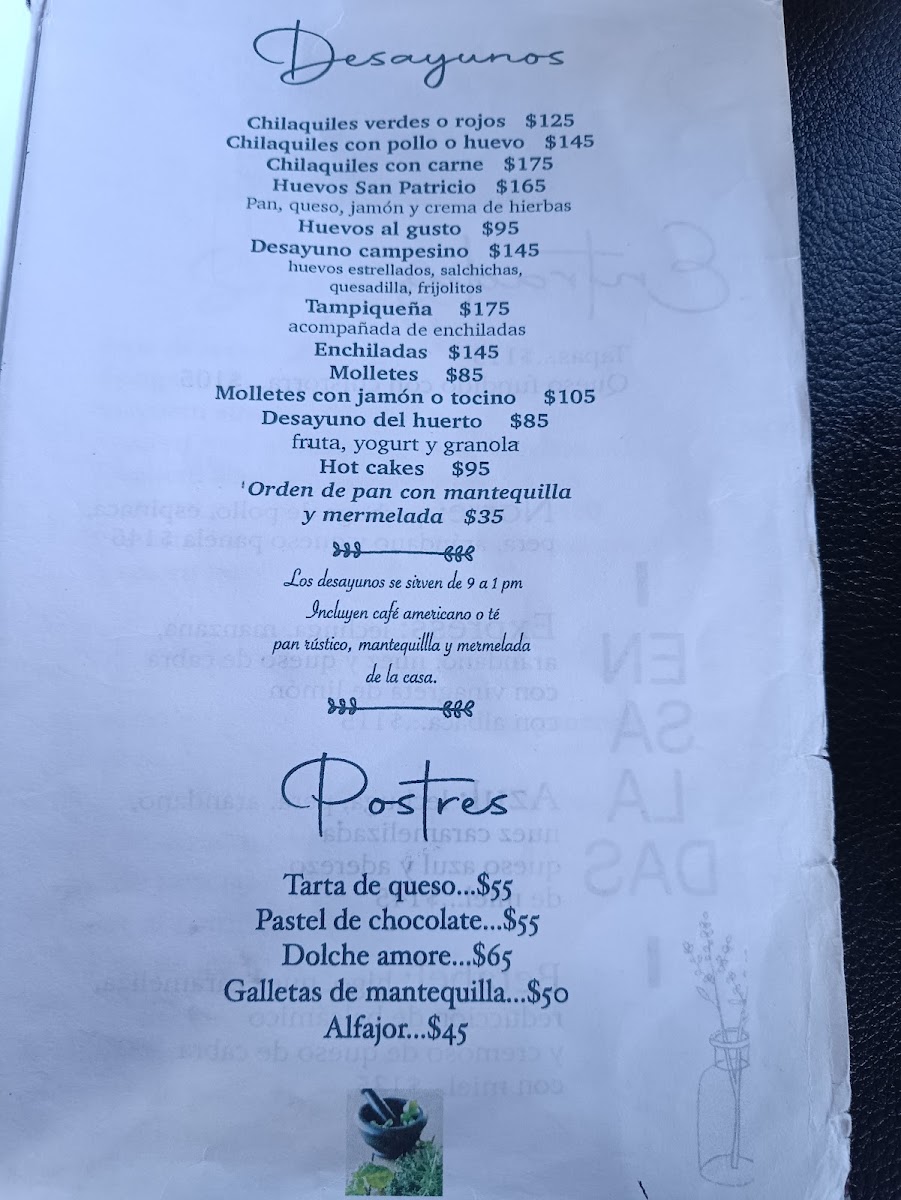 Desayunos
Chilaquiles verdes o rojos $125
Chilaquiles con pollo o huevo $145
Chilaquiles con carne $175
Huevos San Patricio $165
Pan, queso, jamón y crema de hierbas
Huevos al gusto $95
Desayuno campesino $145
huevos estrellados, salchichas,
quesadilla, frijolitos
Tampiqueña $175
acompañada de enchiladas
Enchiladas $145
Molletes $85
Molletes con jamón o tocino $105
Desayuno del huerto $85
fruta, yogurt y granola
Hot cakes $95
'Orden de pan con mantequilla
y mermelada $35
Los desayunos se sirven de 9 a 1 pm
Incluyen café americano o té
pan rústico, mantequillla y mermelada
de la casa.
Postres
Tarta de queso...$55
Pastel de chocolate...$55
Dolche amore...$65
Galletas de mantequilla...$50
Alfajor...$45